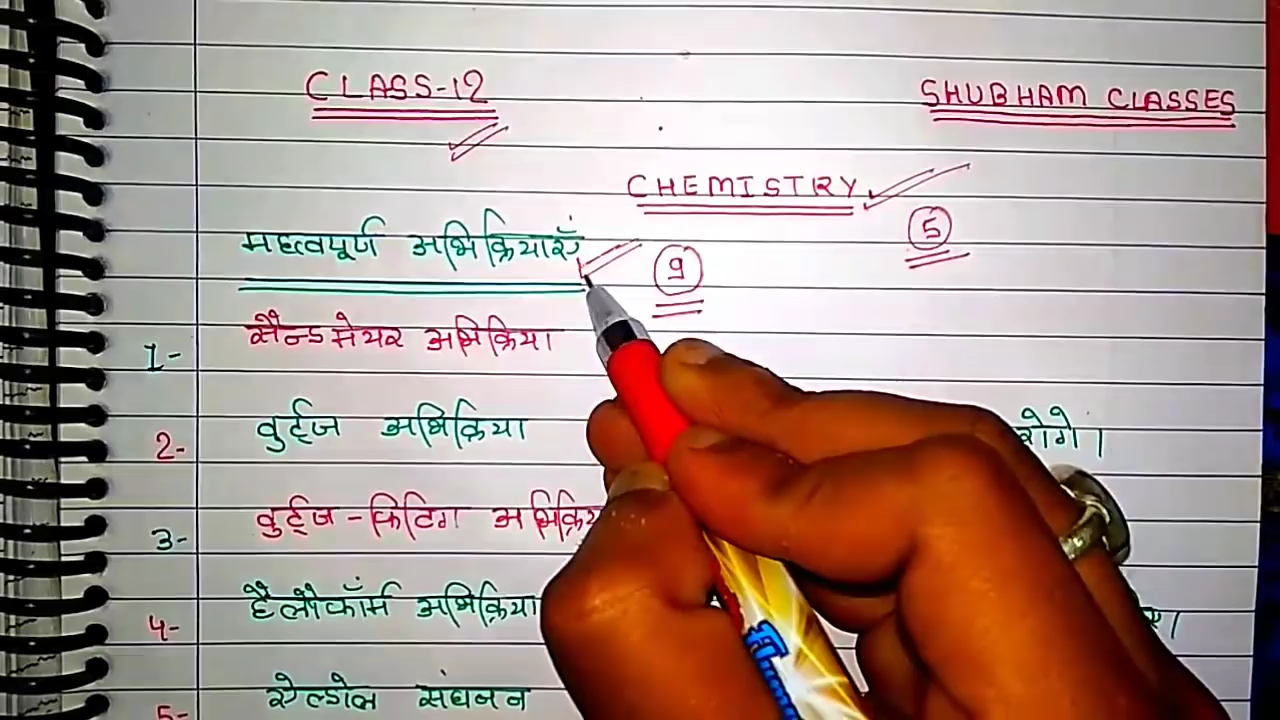 CLASS-12 SHUBHAM CLASSES
CHEMISTRY
5
महत्वपूर्ण अभिक्रियाएँ 9
1- सैन्डमेयर अभिक्रिया
2- वुर्ट्ज अभिक्रिया
3- वुर्ट्ज-फिटिग
4- हैलोफॉर्म अभिक्रिया
5- ऐल्डोल संघनन